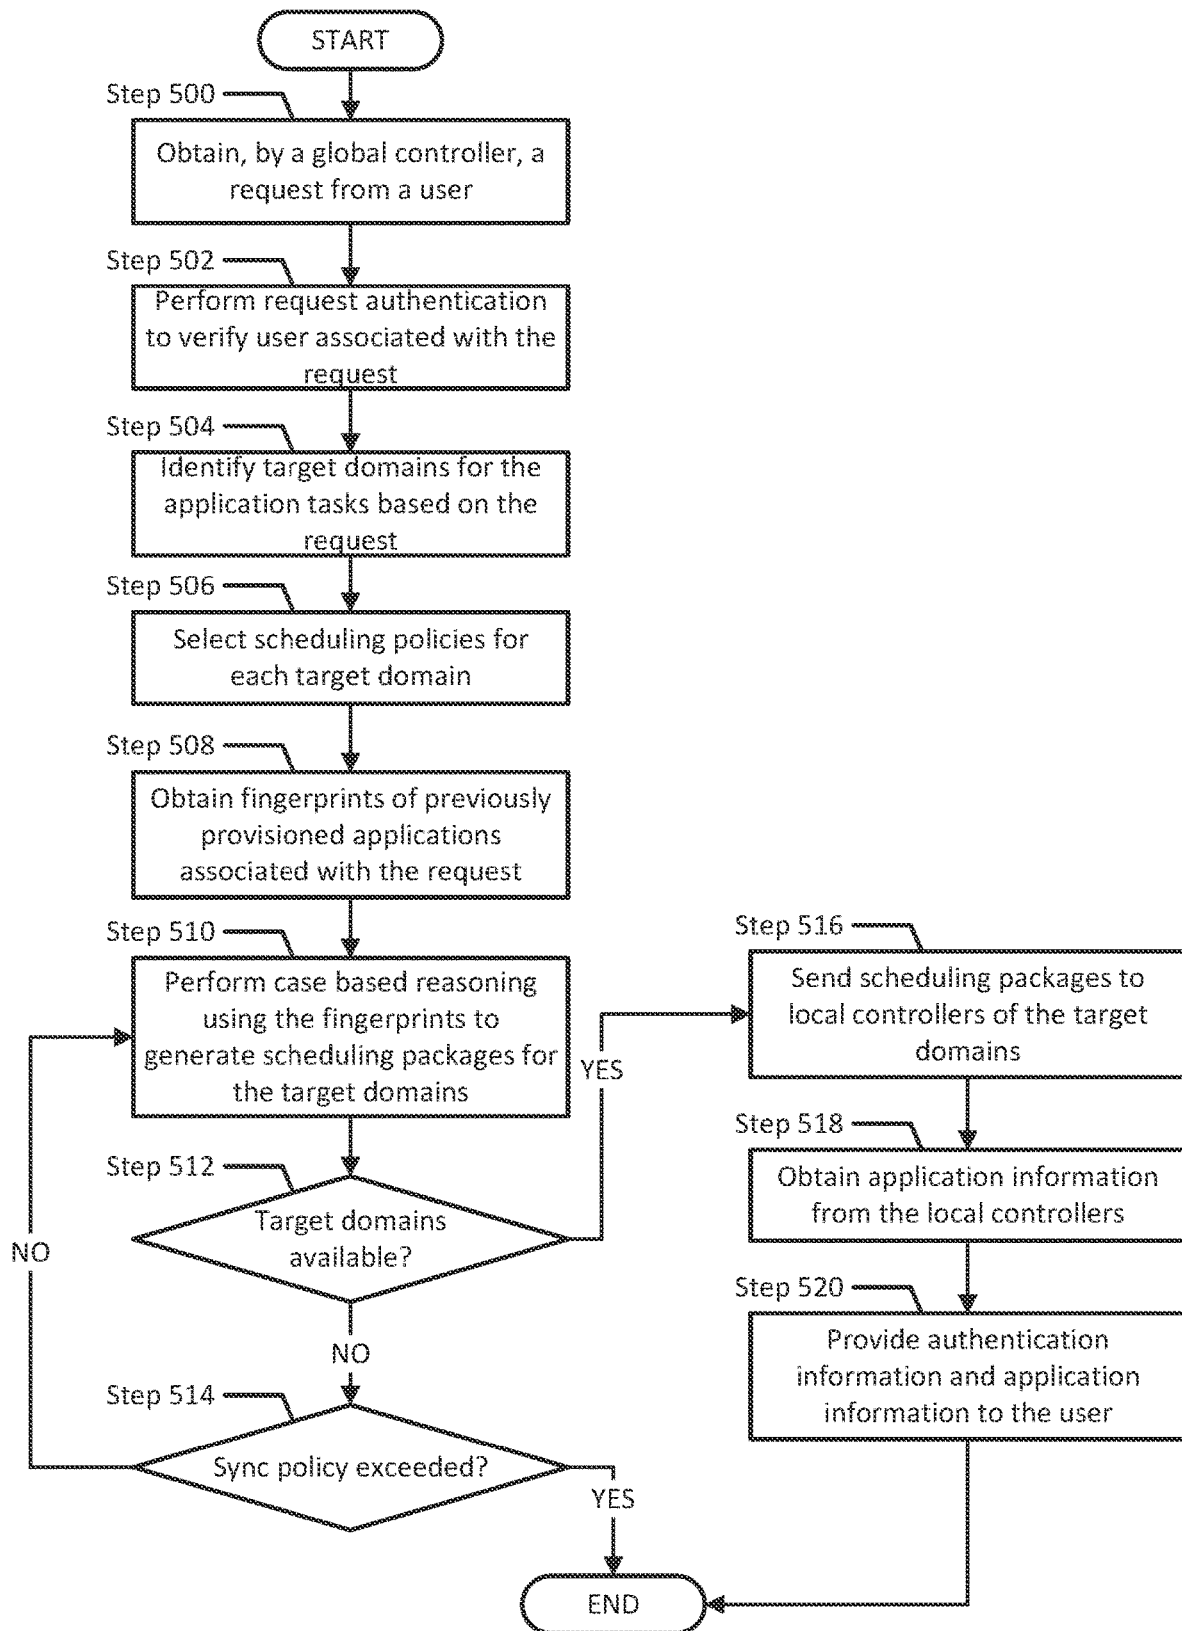 START
Step 500
Obtain, by a global controller, a
request from a user
Step 502
Perform request authentication
to verify user associated with the
request
Step 504
Identify target domains for the
application tasks based on the
request
Step 506
Select scheduling policies for
each target domain
Step 508
Obtain fingerprints of previously
provisioned applications
associated with the request
Step 510
Perform case based reasoning
using the fingerprints to
generate scheduling packages for
the target domains
Step 512
Target domains
available?
YES
NO
Step 514
Sync policy exceeded?
NO
YES
Step 516
Send scheduling packages to
local controllers of the target
domains
Step 518
Obtain application information
from the local controllers
Step 520
Provide authentication
information and application
information to the user
END